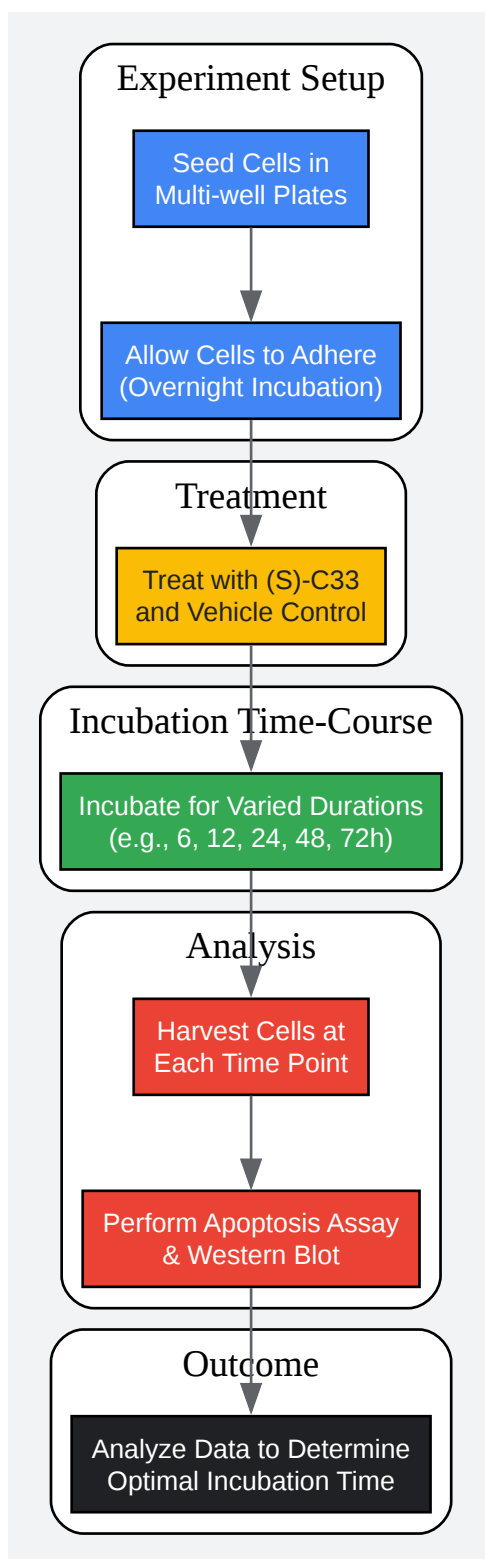 Experiment Setup
Seed Cells in
Multi-well Plates
Allow Cells to Adhere
(Overnight Incubation)
Treatment
Treat with (S)-C33
and Vehicle Control
Incubation Time-Course
Incubate for Varied Durations
(e.g., 6, 12, 24, 48, 72h)
Analysis
Harvest Cells at
Each Time Point
Perform Apoptosis Assay
& Western Blot
Outcome
Analyze Data to Determine
Optimal Incubation Time